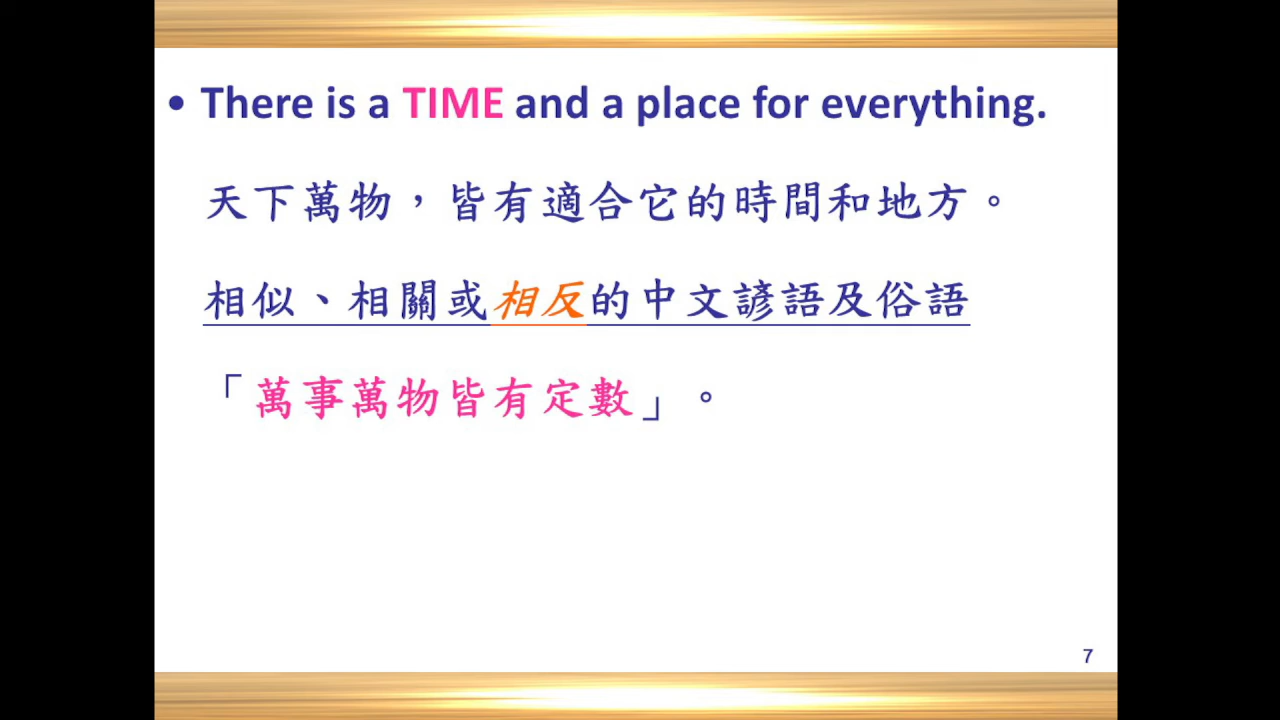 • There is a TIME and a place for everything.
天下萬物，皆有適合它的時間和地方。
相似、相關或相反的中文諺語及俗語
「萬事萬物皆有定數」。
7